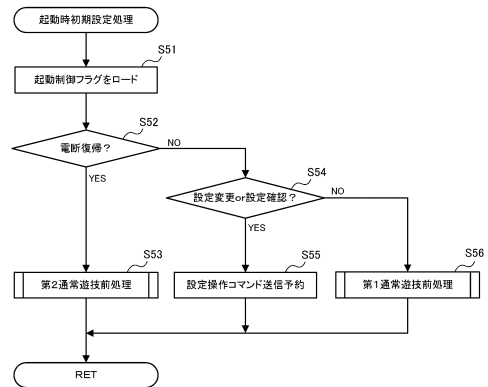 起動時初期設定処理
S51
起動制御フラグをロード
S52
電断復帰?
NO
YES
S54
設定変更or設定確認?
NO
YES
S53
第2通常遊技前処理
S55
設定操作コマンド送信予約
S56
第1通常遊技前処理
RET